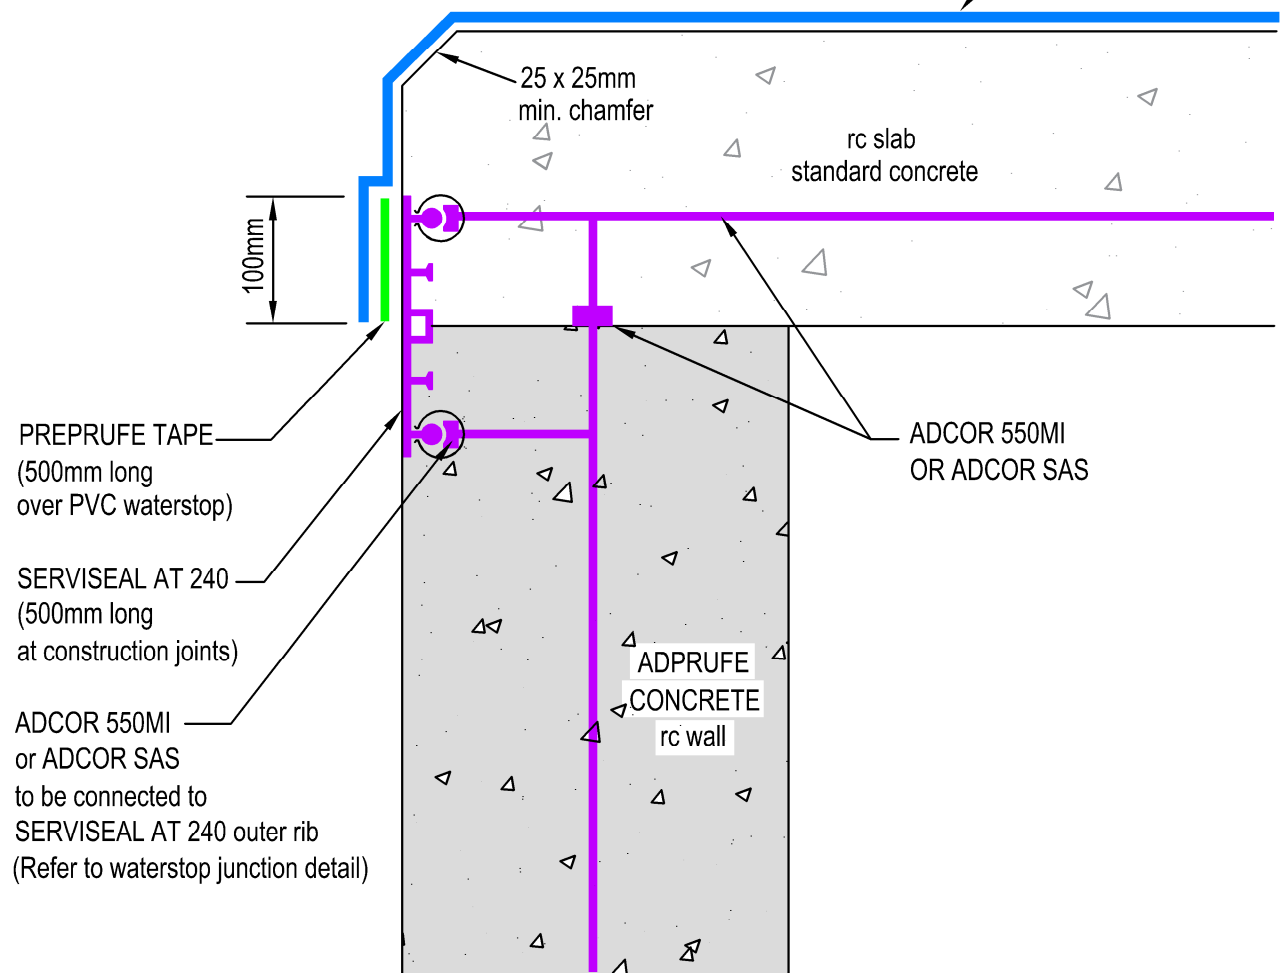 25 x 25mm
min. chamfer
rc slab
standard concrete
100mm
PREPRUFE TAPE
(500mm long
over PVC waterstop)
ADCOR 550MI
OR ADCOR SAS
SERVISEAL AT 240
(500mm long
at construction joints)
ADPRUFE
CONCRETE
rc wall
ADCOR 550MI
or ADCOR SAS
to be connected to
SERVISEAL AT 240 outer rib
(Refer to waterstop junction detail)